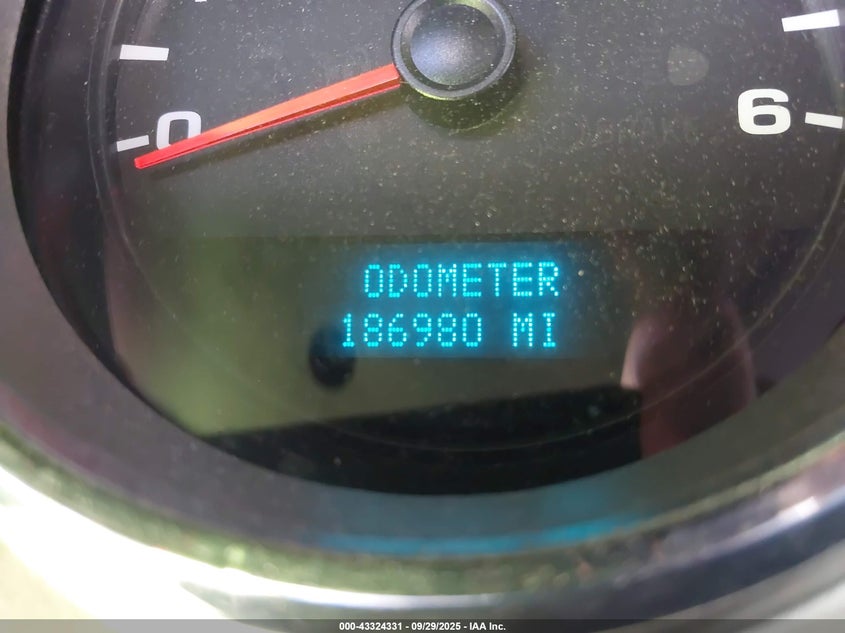 0
6
ODOMETER
186980 MI
000-43324331 / 09/29/2025 - IAA Inc.